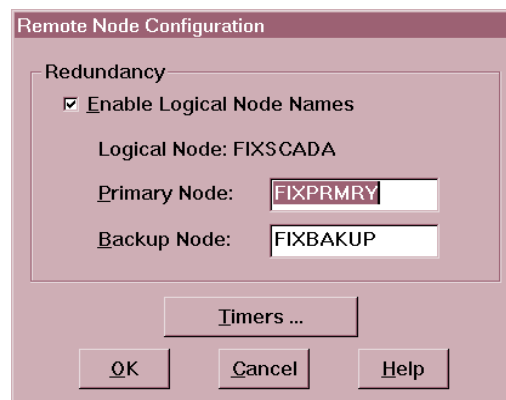 Remote Node Configuration
Redundancy
Enable Logical Node Names
Logical Node: FIXSCADA
Primary Node: FIXPRMRY
Backup Node: FIXBAKUP
Timers ...
OK Cancel Help